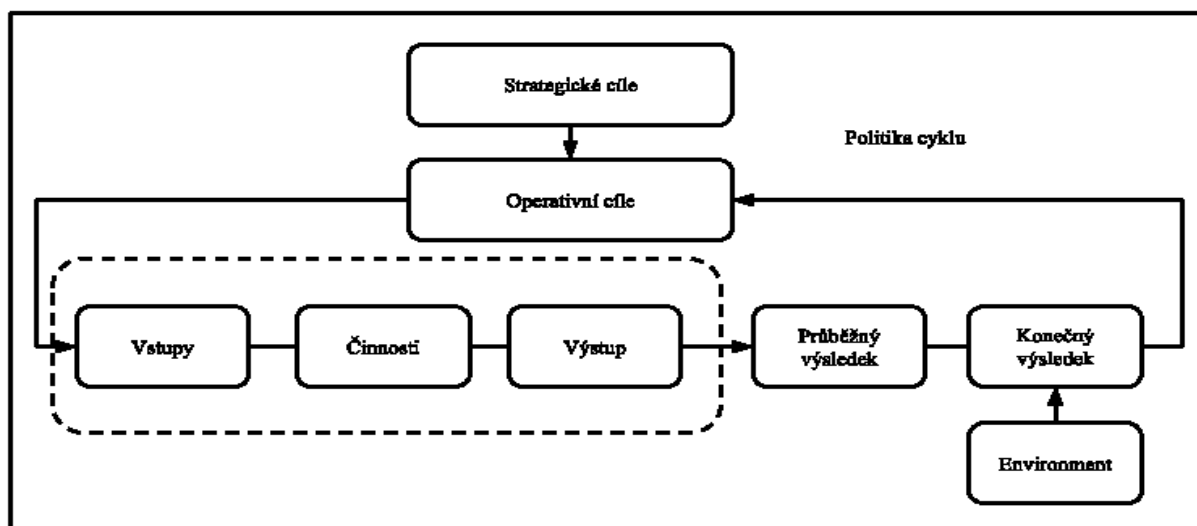 Strategické cíle
Politika cyklu
Operativní cíle
Vstupy
Činnosti
Výstup
Průběžný
výsledek
Konečný
výsledek
Environment